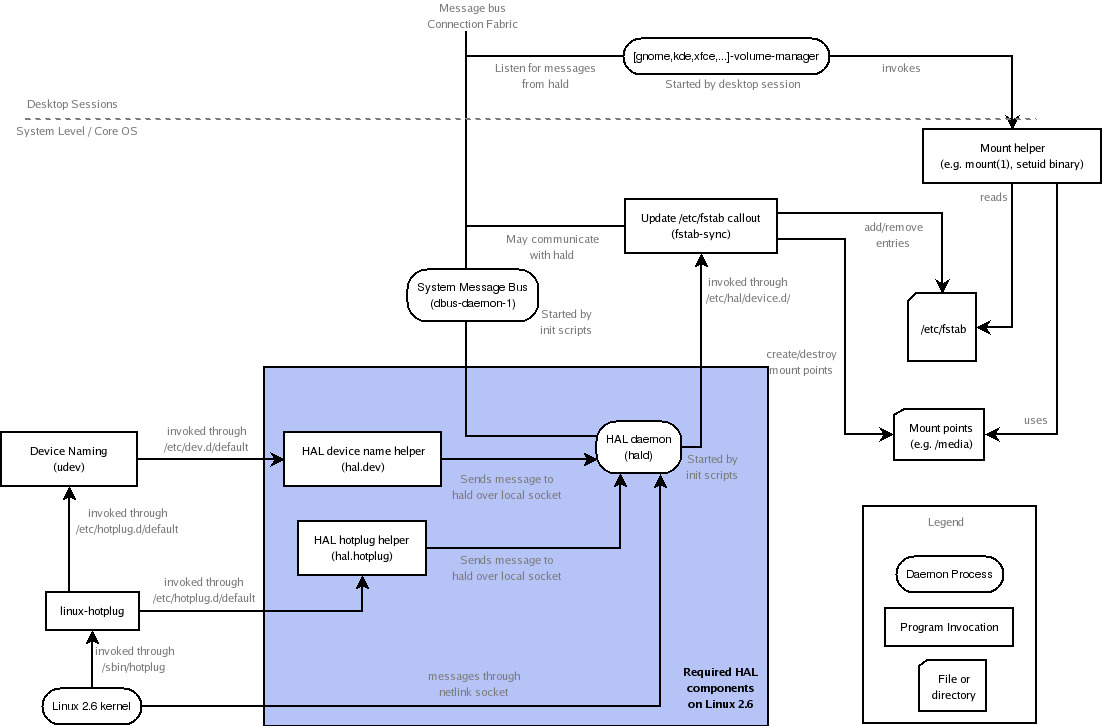 Message bus
Connection Fabric
[gnome,kde,xfce,...]-volume-manager
Listen for messages
from hald
Started by desktop session
invokes
Desktop Sessions
System Level / Core OS
Mount helper
(e.g. mount(1), setuid binary)
reads
Update /etc/fstab callout
(fstab-sync)
add/remove
entries
May communicate
with hald
System Message Bus
(dbus-daemon-1)
Started by
init scripts
invoked through
/etc/hal/device.d/
/etc/fstab
create/destroy
mount points
Mount points
(e.g. /media)
uses
Device Naming
(udev)
invoked through
/etc/dev.d/default
HAL device name helper
(hal.dev)
HAL daemon
(hald)
Started by
init scripts
Sends message to
hald over local socket
invoked through
/etc/hotplug.d/default
HAL hotplug helper
(hal.hotplug)
Sends message to
hald over local socket
linux-hotplug
invoked through
/etc/hotplug.d/default
invoked through
/sbin/hotplug
Linux 2.6 kernel
messages through
netlink socket
Required HAL
components
on Linux 2.6
Legend
Daemon Process
Program Invocation
File or
directory